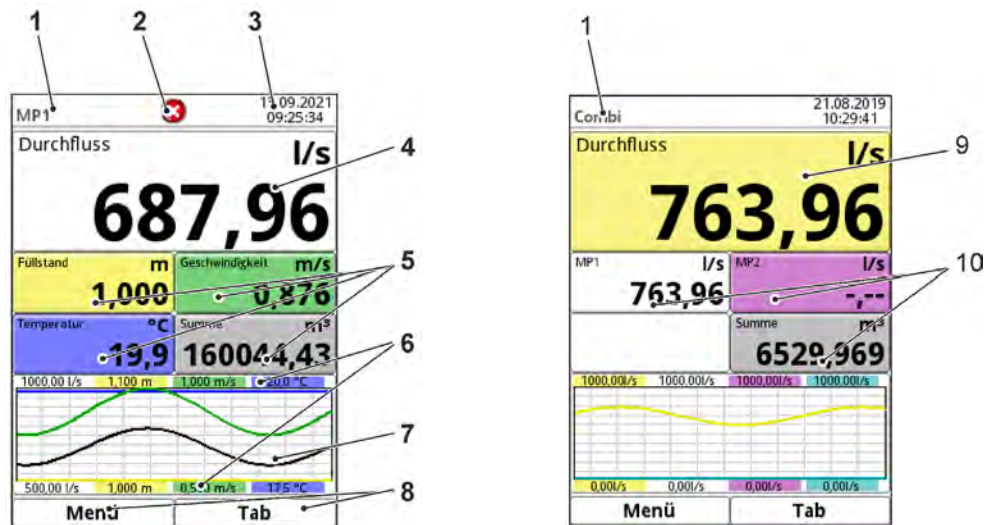 1
2
3
MP1
13.09.2021
09:25:34
Durchfluss
l/s
4
687,96
Füllstand
m
Geschwindigkeit
m/s
5
1,000
0,876
Temperatur
°C
Summe
m³
19,9
160044,43
6
1000,00 l/s
1,100 m
1,000 m/s
20,0 °C
7
500,00 l/s
1,000 m
0,550 m/s
17,5 °C
8
Menü
Tab
1
Combi
21.08.2019
10:29:41
Durchfluss
l/s
9
763,96
MP1
l/s
MP2
l/s
10
763,96
-,--
Summe
m³
6529,969
1000,00l/s
1000,00l/s
1000,00l/s
1000,00l/s
0,00l/s
0,00l/s
0,00l/s
0,00l/s
Menü
Tab